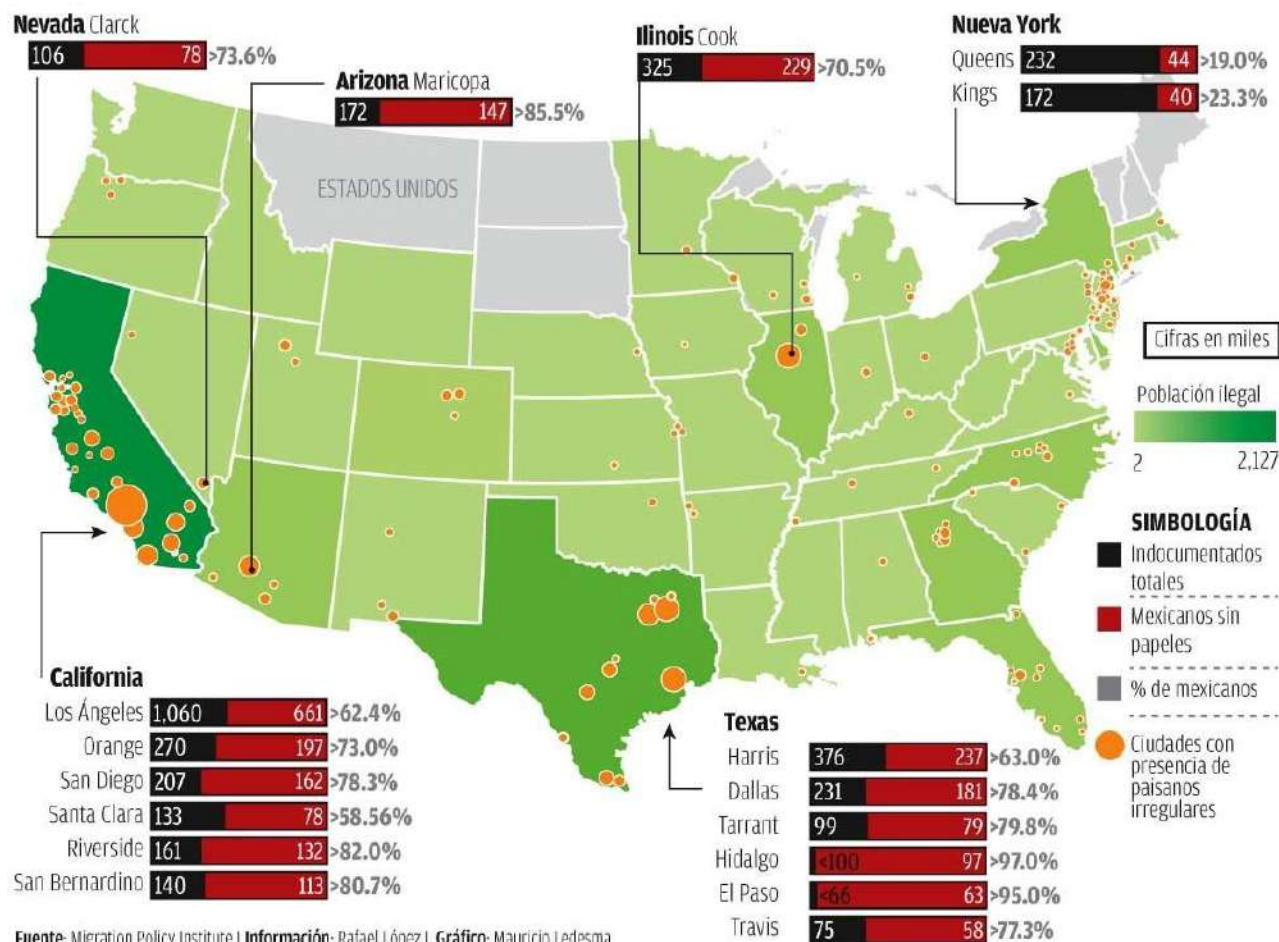 Nevada Clarck
106 78 >73.6%
Arizona Maricopa
172 147 >85.5%
Ilinois Cook
325 229 >70.5%
Nueva York
Queens 232 44 >19.0%
Kings 172 40 >23.3%
ESTADOS UNIDOS
Cifras en miles
Población ilegal
2 2,127
SIMBOLOGÍA
Indocumentados
totales
Mexicanos sin
papeles
% de mexicanos
Ciudades con
presencia de
paisanos
irregulares
California
Los Ángeles 1,060 661 >62.4%
Orange 270 197 >73.0%
San Diego 207 162 >78.3%
Santa Clara 133 78 >58.56%
Riverside 161 132 >82.0%
San Bernardino 140 113 >80.7%
Texas
Harris 376 237 >63.0%
Dallas 231 181 >78.4%
Tarrant 99 79 >79.8%
Hidalgo <100 97 >97.0%
El Paso <66 63 >95.0%
Travis 75 58 >77.3%
Fuente: Migration Policy Institute | Información: Rafael López | Gráfico: Mauricio Ledesma